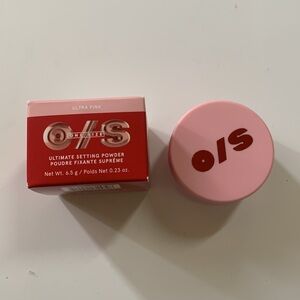 ULTRA PINK
O/S
ONE/SIZE
ULTIMATE SETTING POWDER
POUDRE FIXANTE SUPRÊME
Net Wt. 6.5 g / Poids Net 0.23 oz.
O/S